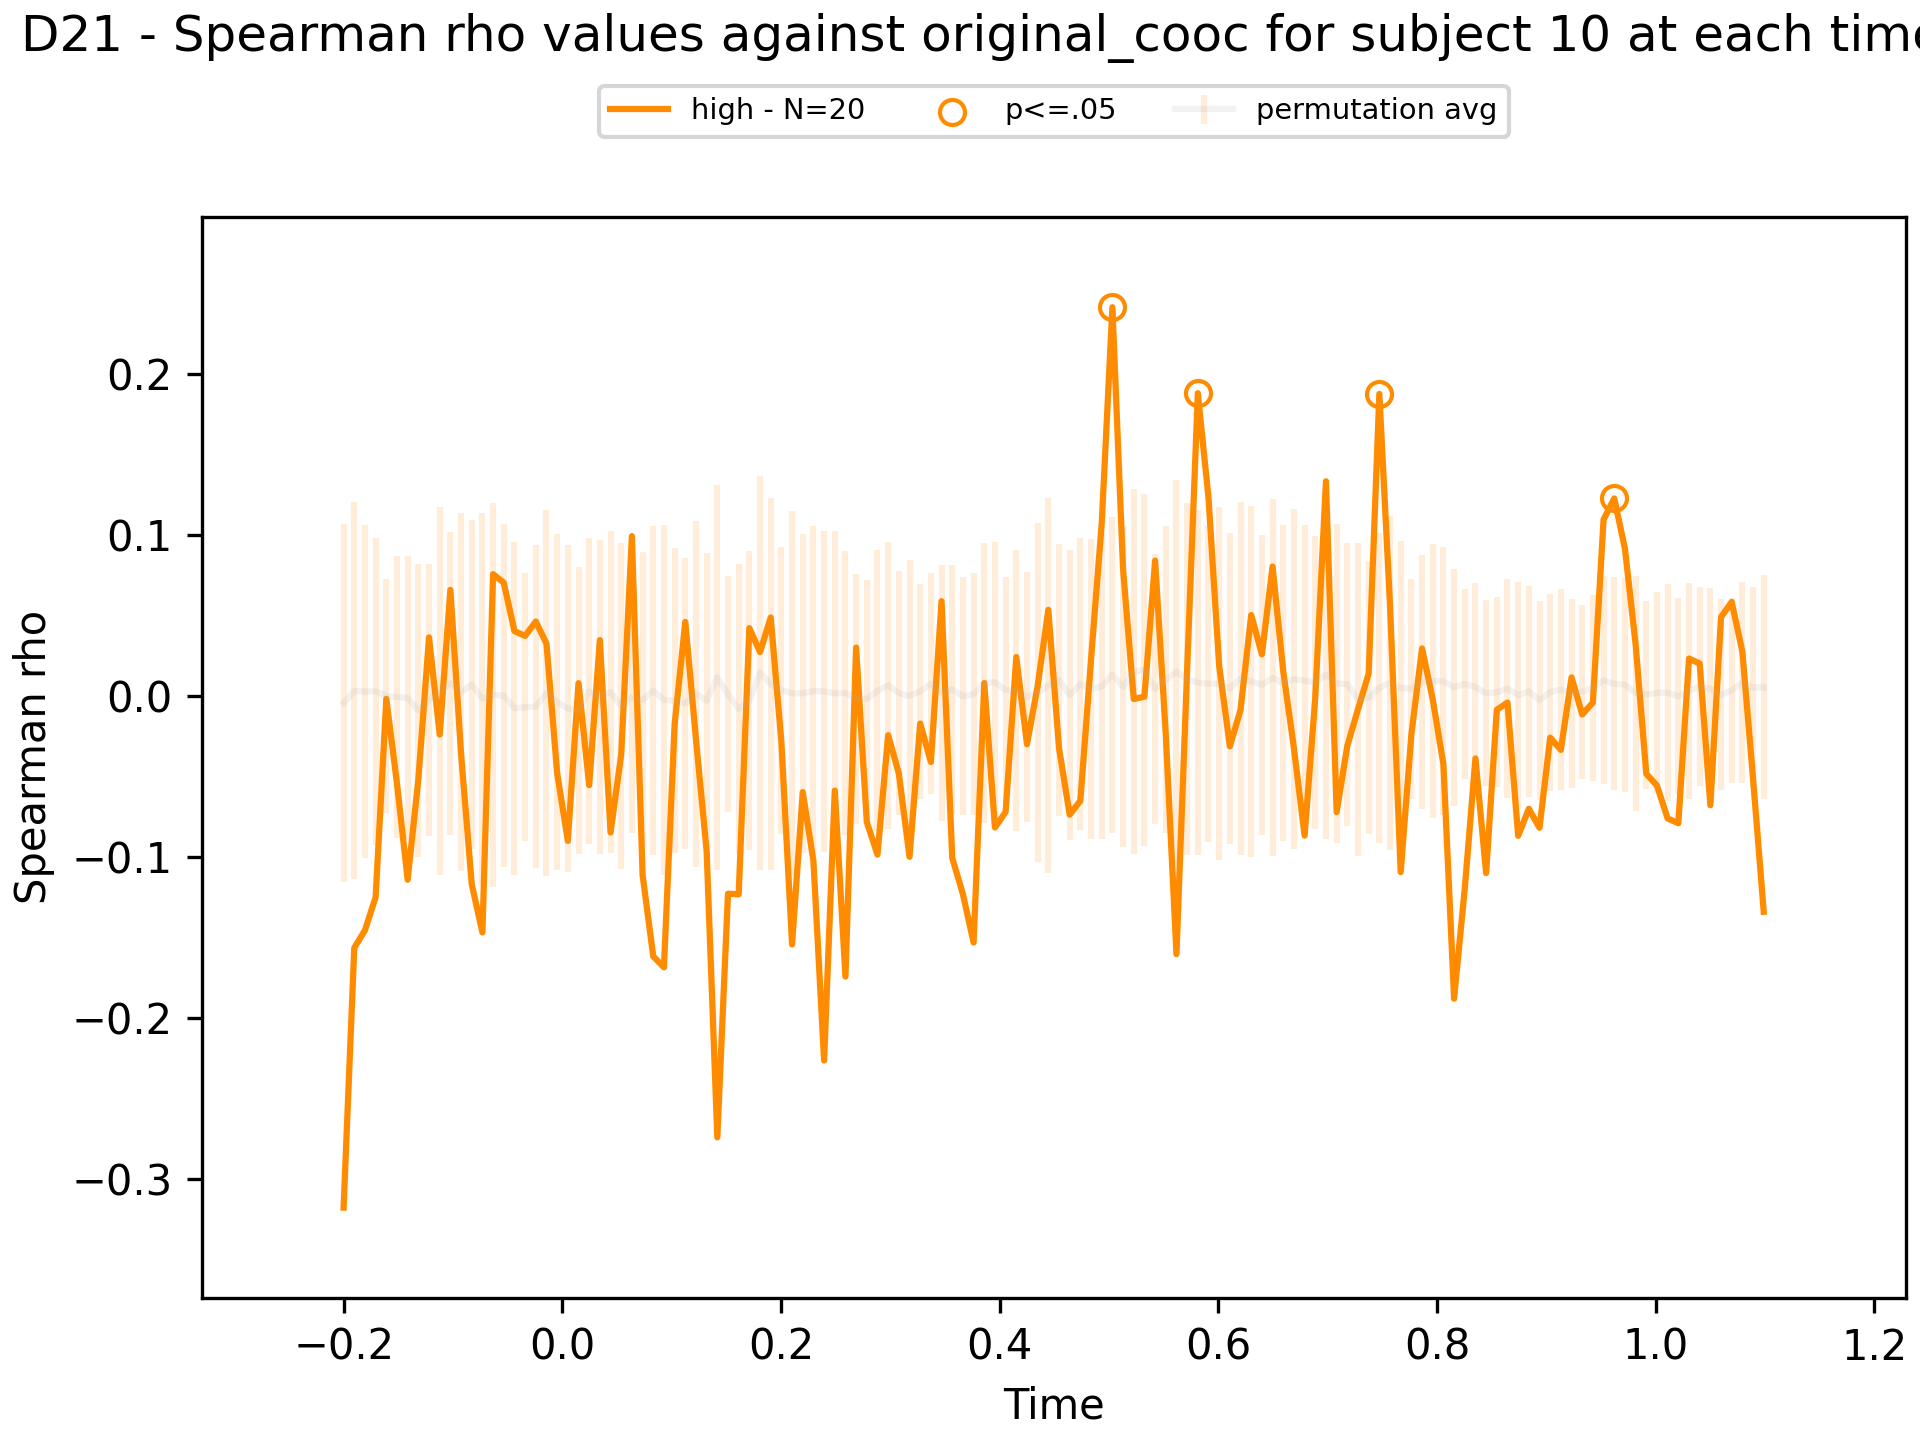 D21 - Spearman rho values against original_cooc for subject 10 at each time
high - N=20 p<=.05 permutation avg
0.2
0.1
0.0
−0.1
−0.2
−0.3
Spearman rho
−0.2 0.0 0.2 0.4 0.6 0.8 1.0 1.2
Time